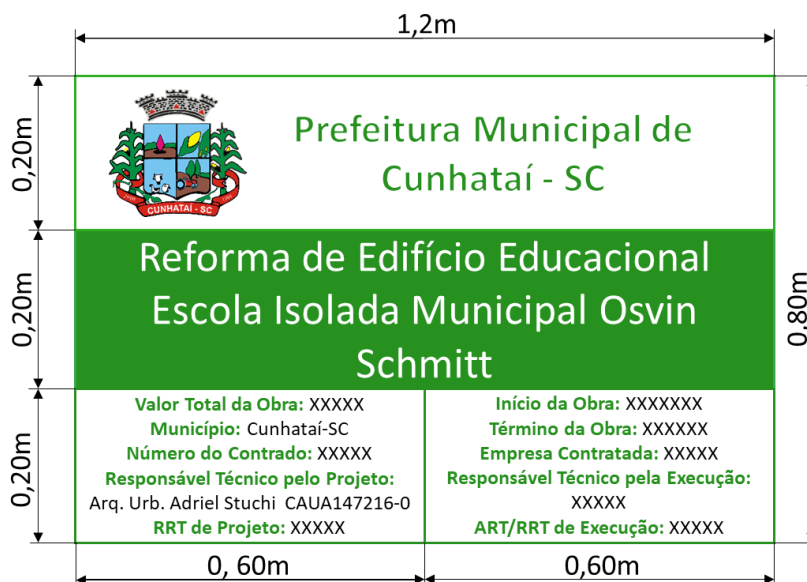 1,2m
0,20m
Prefeitura Municipal de
Cunhataí - SC
CUNHATAÍ - SC
0,20m
Reforma de Edifício Educacional
Escola Isolada Municipal Osvin
Schmitt
0,80m
0,20m
Valor Total da Obra: XXXXX
Município: Cunhataí-SC
Número do Contrado: XXXXX
Responsável Técnico pelo Projeto:
Arq. Urb. Adriel Stuchi CAUA147216-0
RRT de Projeto: XXXXX
Início da Obra: XXXXXXX
Término da Obra: XXXXXX
Empresa Contratada: XXXXX
Responsável Técnico pela Execução:
XXXXX
ART/RRT de Execução: XXXXX
0, 60m
0,60m